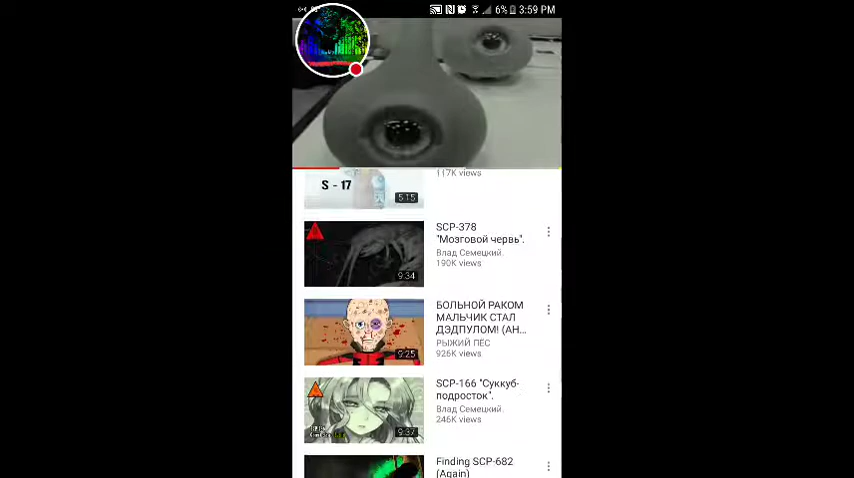 6% 3:59 PM
117K views
S - 17
5:15
SCP-378
"Мозговой червь".
Влад Семецкий.
190K views
9:34
БОЛЬНОЙ РАКОМ
МАЛЬЧИК СТАЛ
ДЭДПУЛОМ! (АН...
РЫЖИЙ ПЁС
926K views
9:25
SCP-166 "Суккуб-
подросток".
Влад Семецкий.
246K views
9:37
Finding SCP-682
(Again)